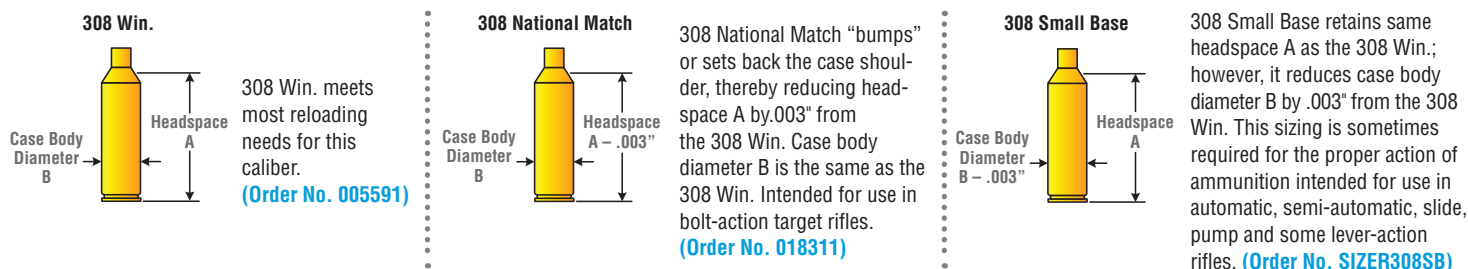 308 Win.
Case Body
Diameter
B
Headspace
A
308 Win. meets
most reloading
needs for this
caliber.
(Order No. 005591)
308 National Match
Case Body
Diameter
B
Headspace
A – .003”
308 National Match “bumps”
or sets back the case shoul-
der, thereby reducing head-
space A by.003" from
the 308 Win. Case body
diameter B is the same as the
308 Win. Intended for use in
bolt-action target rifles.
(Order No. 018311)
308 Small Base
Case Body
Diameter
B – .003”
Headspace
A
308 Small Base retains same
headspace A as the 308 Win.;
however, it reduces case body
diameter B by .003" from the 308
Win. This sizing is sometimes
required for the proper action of
ammunition intended for use in
automatic, semi-automatic, slide,
pump and some lever-action
rifles. (Order No. SIZER308SB)